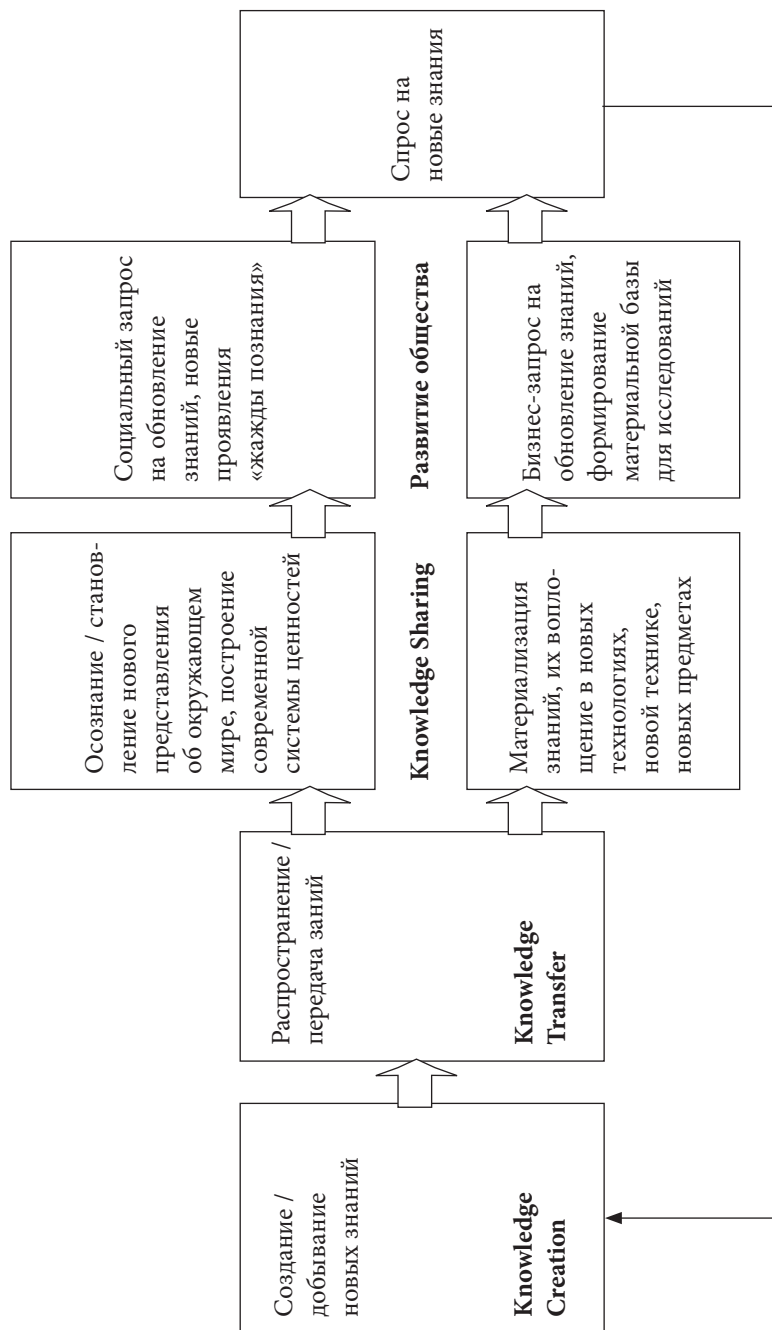 Создание /
добывание
новых знаний
Knowledge
Creation
Распространение /
передача заний
Knowledge
Transfer
Осознание / станов-
ление нового
представления
об окружающем
мире, построение
современной
системы ценностей
Knowledge Sharing
Материализация
знаний, их вопло-
щение в новых
технологиях,
новой технике,
новых предметах
Социальный запрос
на обновление
знаний, новые
проявления
«жажды познания»
Развитие общества
Бизнес-запрос на
обновление знаний,
формирование
материальной базы
для исследований
Спрос на
новые знания